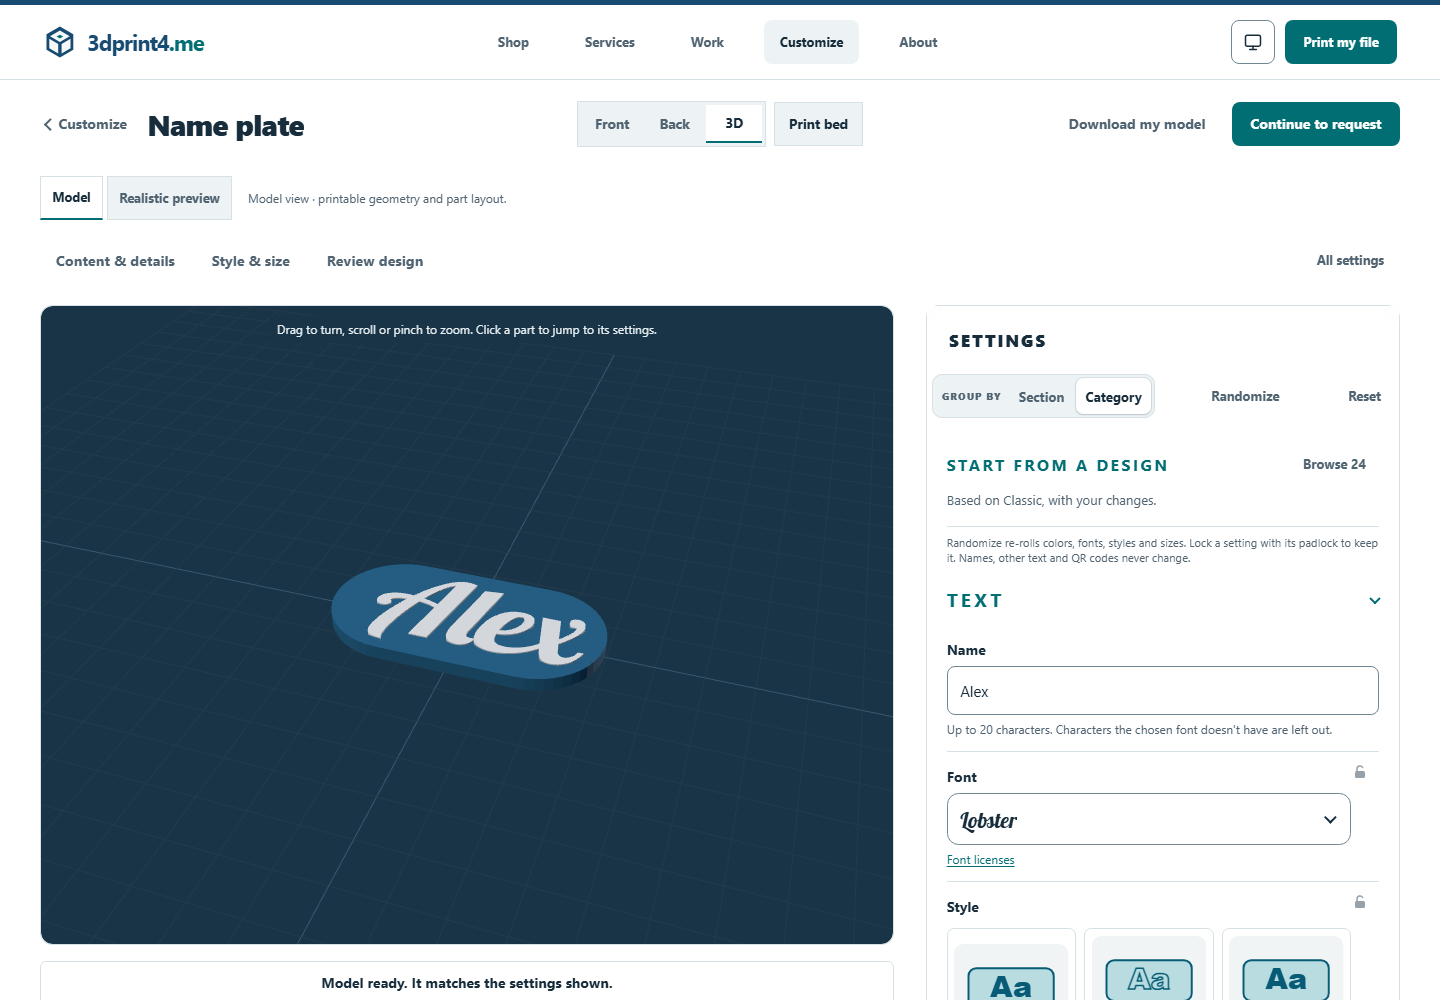 3dprint4.me
Shop
Services
Work
Customize
About
Print my file
Customize
Name plate
Front
Back
3D
Print bed
Download my model
Continue to request
Model
Realistic preview
Model view · printable geometry and part layout.
Content & details
Style & size
Review design
All settings
Drag to turn, scroll or pinch to zoom. Click a part to jump to its settings.
Alex
Model ready. It matches the settings shown.
SETTINGS
GROUP BY
Section
Category
Randomize
Reset
START FROM A DESIGN
Browse 24
Based on Classic, with your changes.
Randomize re-rolls colors, fonts, styles and sizes. Lock a setting with its padlock to keep
it. Names, other text and QR codes never change.
TEXT
Name
Alex
Up to 20 characters. Characters the chosen font doesn't have are left out.
Font
Lobster
Font licenses
Style
Aa
Aa
Aa